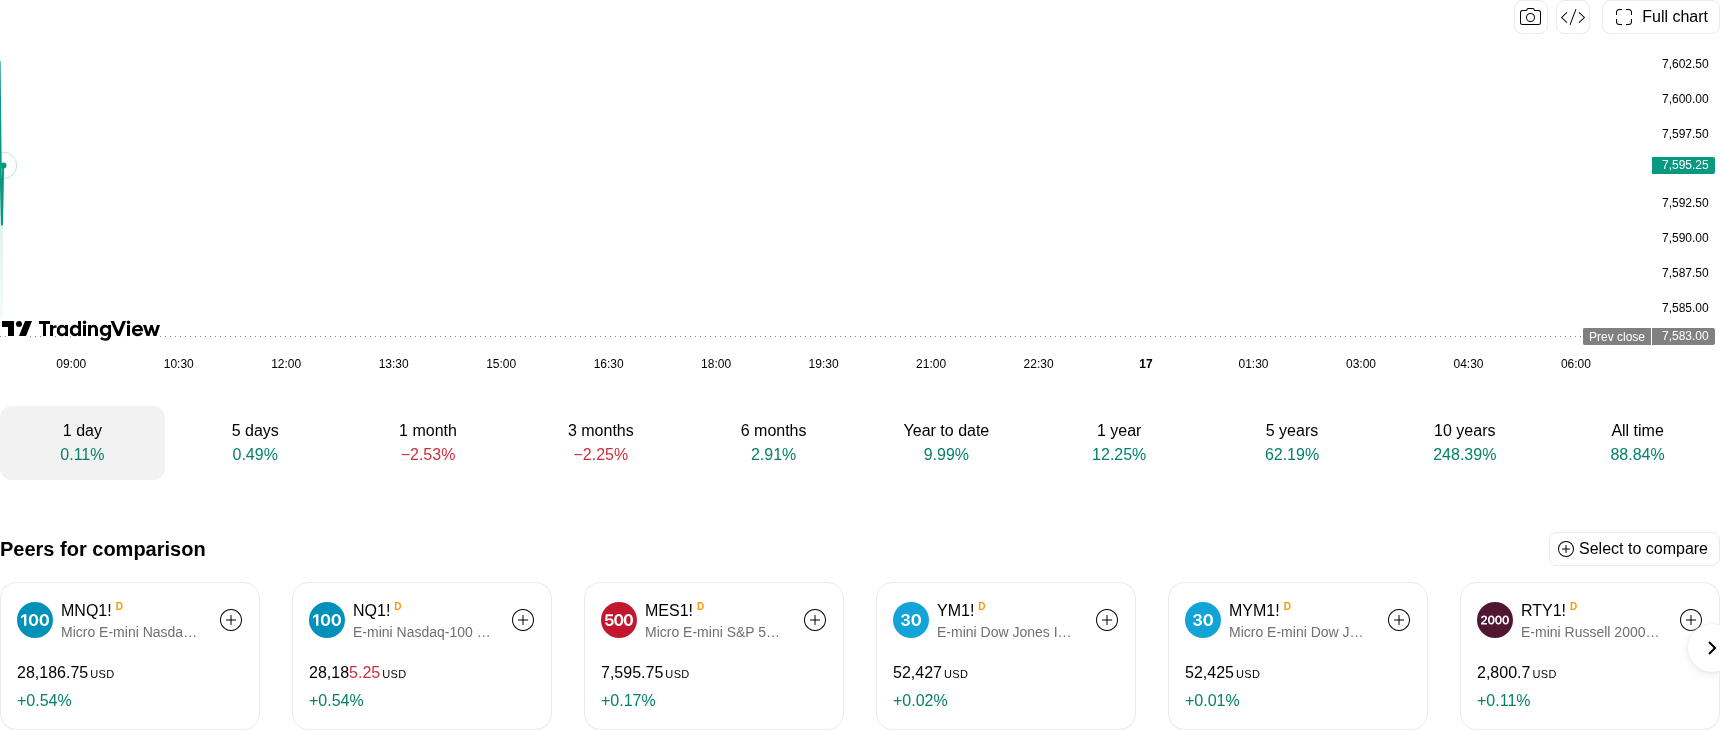 Full chart
7,602.50
7,600.00
7,597.50
7,595.25
7,592.50
7,590.00
7,587.50
7,585.00
TradingView
Prev close 7,583.00
09:00 10:30 12:00 13:30 15:00 16:30 18:00 19:30 21:00 22:30 17 01:30 03:00 04:30 06:00
1 day 5 days 1 month 3 months 6 months Year to date 1 year 5 years 10 years All time
0.11% 0.49% −2.53% −2.25% 2.91% 9.99% 12.25% 62.19% 248.39% 88.84%
Peers for comparison
Select to compare
100 MNQ1! D
Micro E-mini Nasda…
28,186.75 USD
+0.54%
100 NQ1! D
E-mini Nasdaq-100 …
28,185.25 USD
+0.54%
500 MES1! D
Micro E-mini S&P 5…
7,595.75 USD
+0.17%
30 YM1! D
E-mini Dow Jones I…
52,427 USD
+0.02%
30 MYM1! D
Micro E-mini Dow J…
52,425 USD
+0.01%
2000 RTY1! D
E-mini Russell 2000…
2,800.7 USD
+0.11%